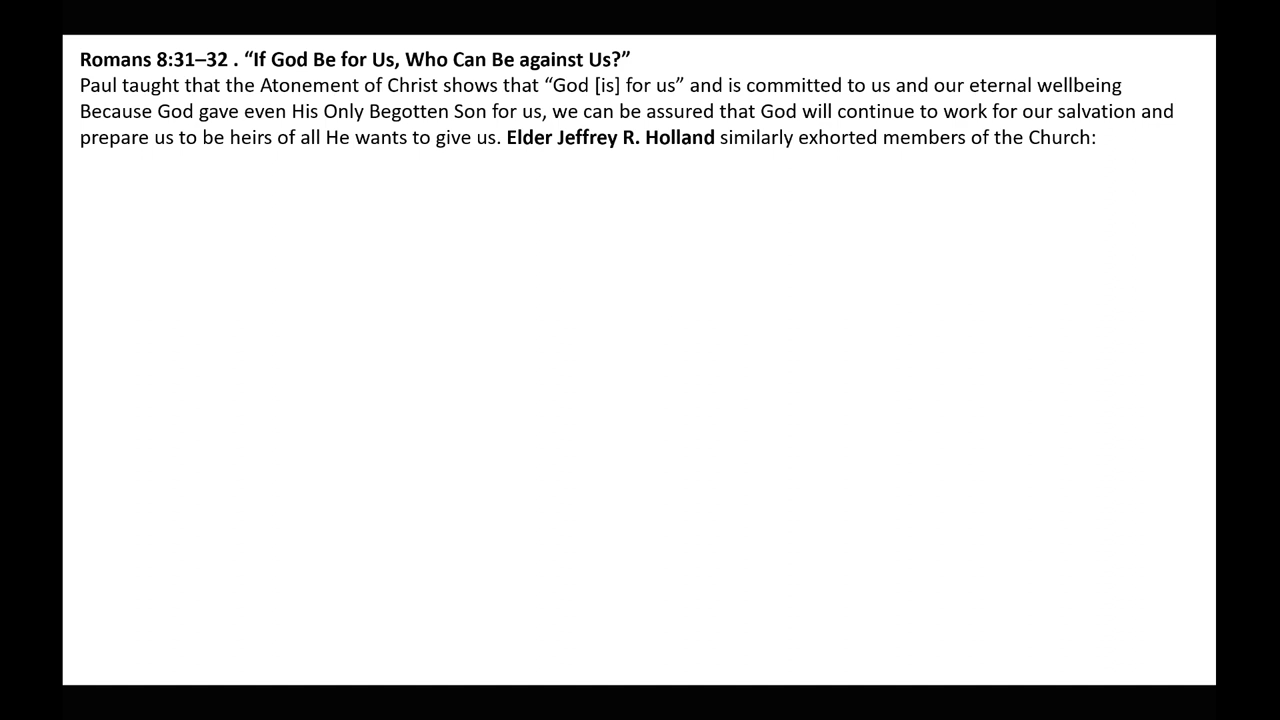 Romans 8:31–32 . “If God Be for Us, Who Can Be against Us?”
Paul taught that the Atonement of Christ shows that “God [is] for us” and is committed to us and our eternal wellbeing
Because God gave even His Only Begotten Son for us, we can be assured that God will continue to work for our salvation and
prepare us to be heirs of all He wants to give us. Elder Jeffrey R. Holland similarly exhorted members of the Church: